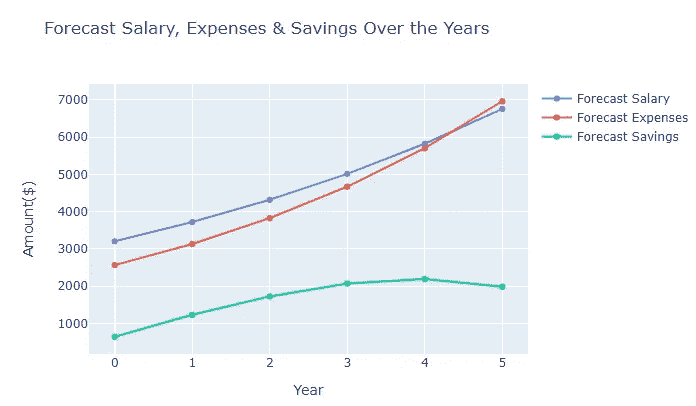 Forecast Salary, Expenses & Savings Over the Years
7000
6000
5000
4000
3000
2000
1000
Amount($)
0 1 2 3 4 5
Year
Forecast Salary
Forecast Expenses
Forecast Savings